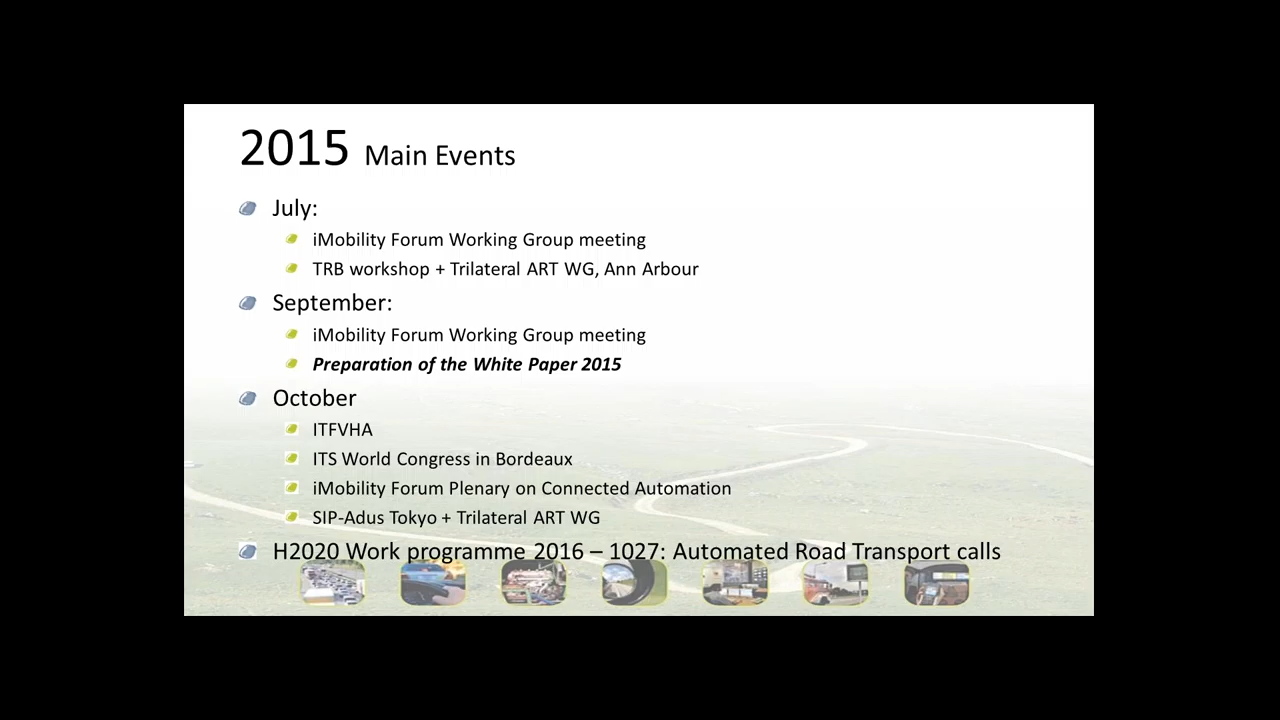 2015 Main Events
July:
iMobility Forum Working Group meeting
TRB workshop + Trilateral ART WG, Ann Arbour
September:
iMobility Forum Working Group meeting
Preparation of the White Paper 2015
October
ITFVHA
ITS World Congress in Bordeaux
iMobility Forum Plenary on Connected Automation
SIP-Adus Tokyo + Trilateral ART WG
H2020 Work programme 2016 – 1027: Automated Road Transport calls